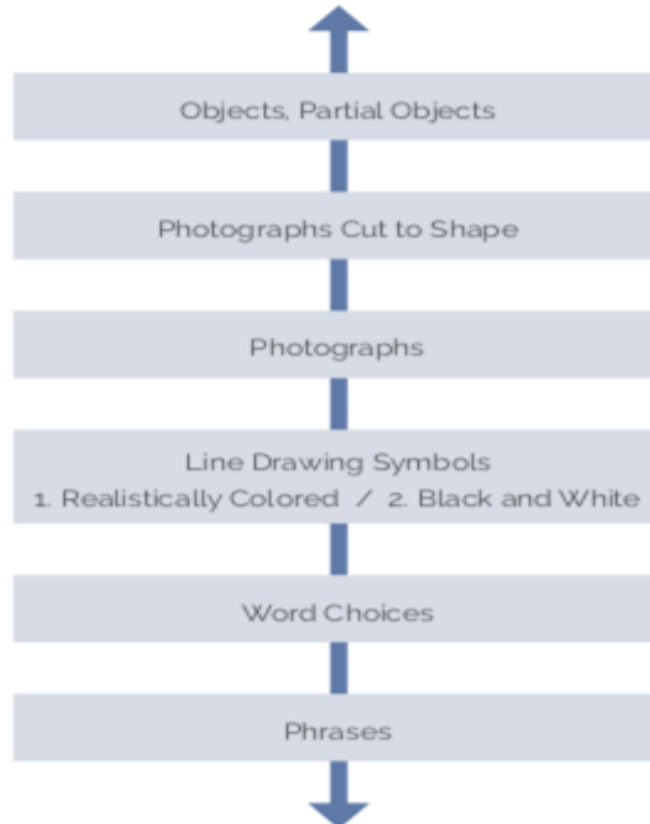 Objects, Partial Objects
Photographs Cut to Shape
Photographs
Line Drawing Symbols
1. Realistically Colored / 2. Black and White
Word Choices
Phrases